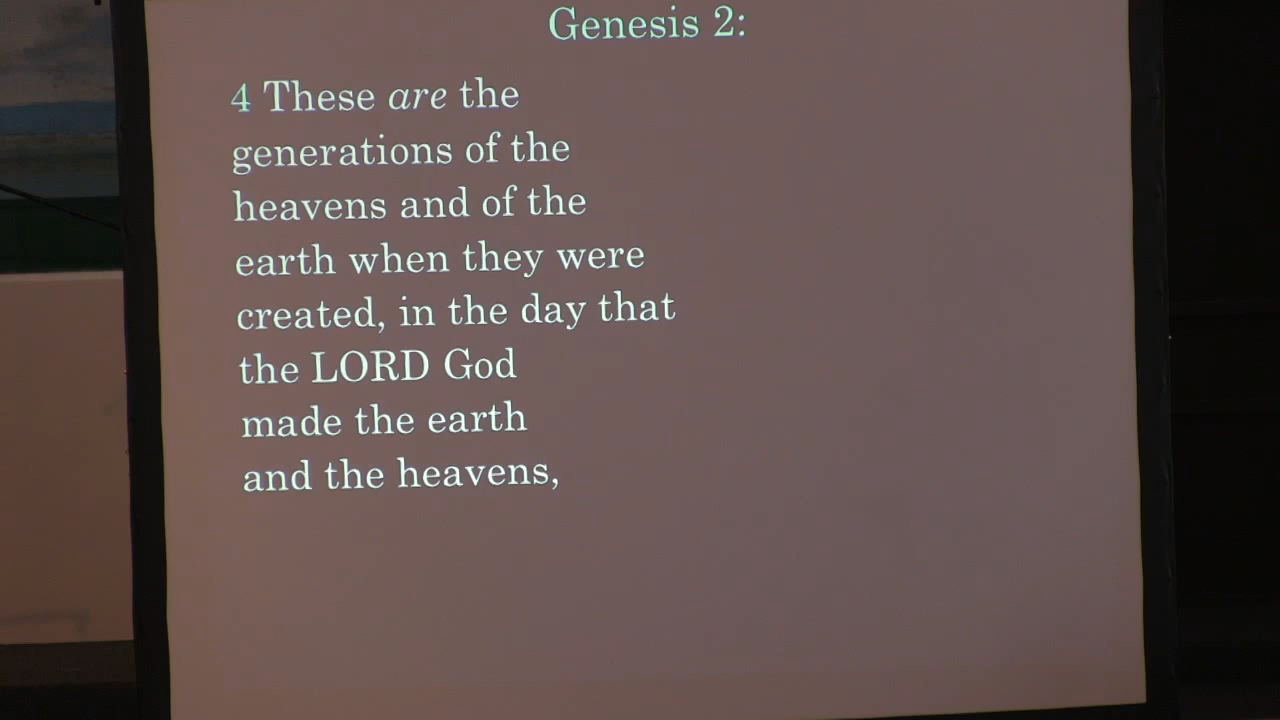 Genesis 2:
4 These are the
generations of the
heavens and of the
earth when they were
created, in the day that
the LORD God
made the earth
and the heavens,